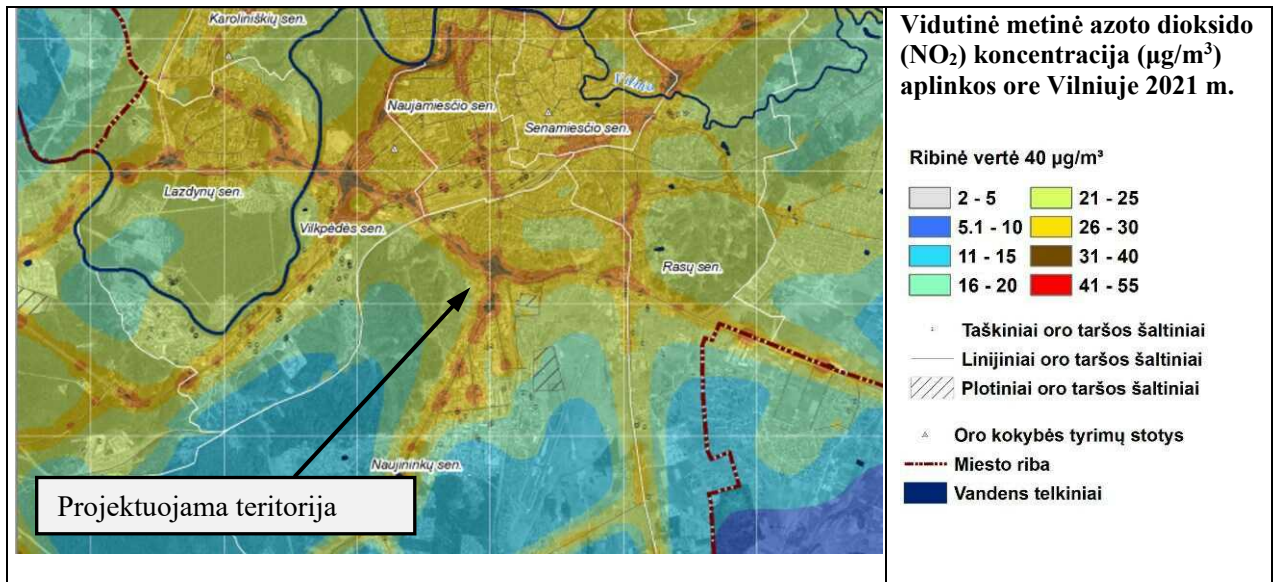 Karoliniškių sen.
Vilnia
Naujamiesčio sen.
Senamiesčio sen.
Lazdynų sen.
Vilkpėdės sen.
Rasų sen.
Naujininkų sen.
Projektuojama teritorija
Vidutinė metinė azoto dioksido
(NO₂) koncentracija (µg/m³)
aplinkos ore Vilniuje 2021 m.
Ribinė vertė 40 µg/m³
2 - 5 21 - 25
5.1 - 10 26 - 30
11 - 15 31 - 40
16 - 20 41 - 55
Taškiniai oro taršos šaltiniai
Linijiniai oro taršos šaltiniai
Plotiniai oro taršos šaltiniai
Oro kokybės tyrimų stotys
Miesto riba
Vandens telkiniai